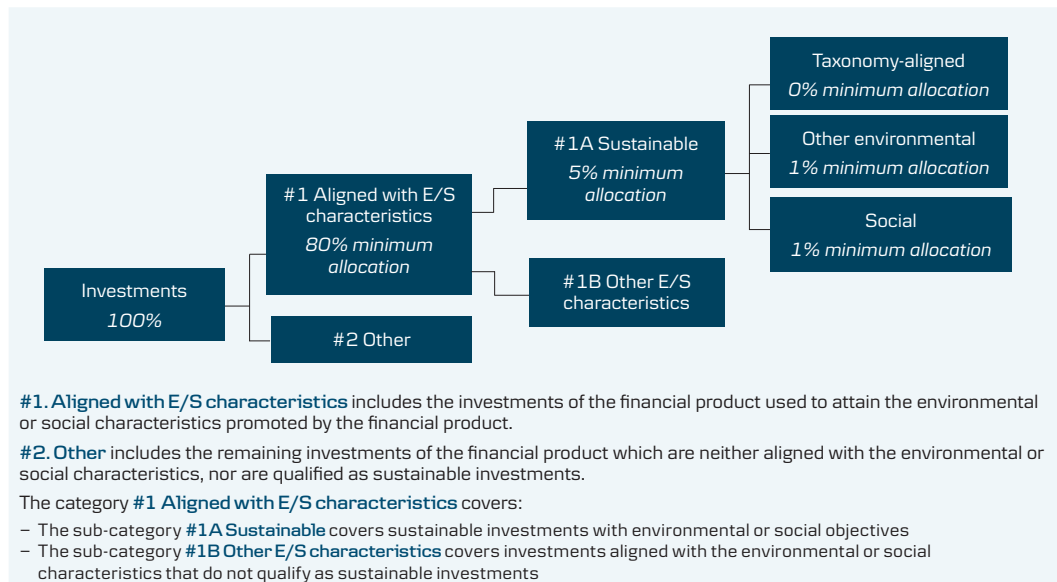 Taxonomy-aligned
0% minimum allocation
#1A Sustainable
5% minimum
allocation
Other environmental
1% minimum allocation
#1 Aligned with E/S
characteristics
80% minimum
allocation
Social
1% minimum allocation
Investments
100%
#1B Other E/S
characteristics
#2 Other
#1. Aligned with E/S characteristics includes the investments of the financial product used to attain the environmental
or social characteristics promoted by the financial product.
#2. Other includes the remaining investments of the financial product which are neither aligned with the environmental or
social characteristics, nor are qualified as sustainable investments.
The category #1 Aligned with E/S characteristics covers:
– The sub-category #1A Sustainable covers sustainable investments with environmental or social objectives
– The sub-category #1B Other E/S characteristics covers investments aligned with the environmental or social
characteristics that do not qualify as sustainable investments